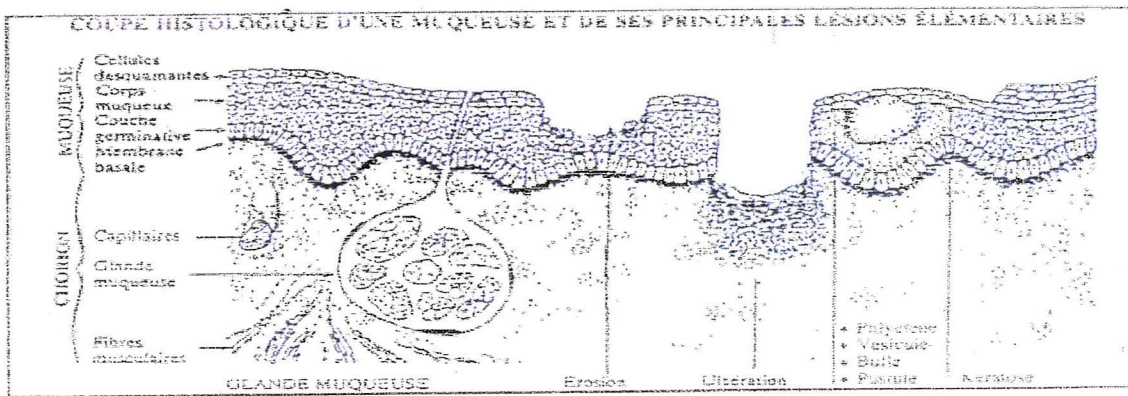 COUPE HISTOLOGIQUE D'UNE MUQUEUSE ET DE SES PRINCIPALES LÉSIONS ÉLÉMENTAIRES
MUQUEUSE
Cellules
desquamantes
Corps
muqueux
Couche
germinative
Membrane
basale
CHORION
Capillaires
Glande
muqueuse
Fibres
musculaires
GLANDE MUQUEUSE
Erosion
Ulcération
Vésicule
Bulle
Pustule
Kératose